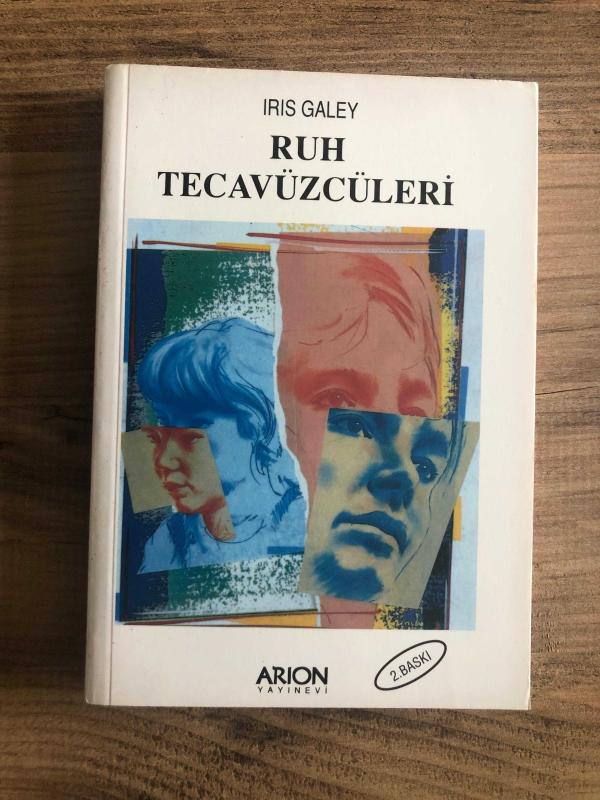 IRIS GALEY
RUH
TECAVÜZCÜLERİ
ARION
YAYINEVİ
2.BASKI